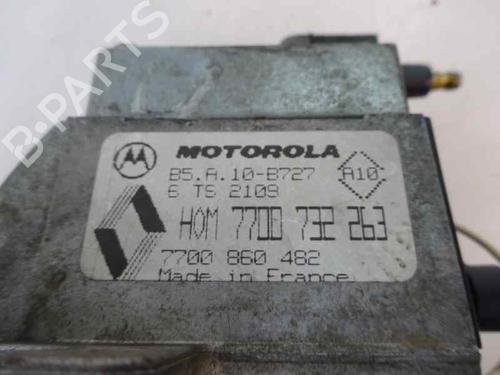 MOTOROLA
B5.A.10-B727
A10
6 TS 2109
HOM 7700 732 263
7700 860 482
Made in France
B-PARTS